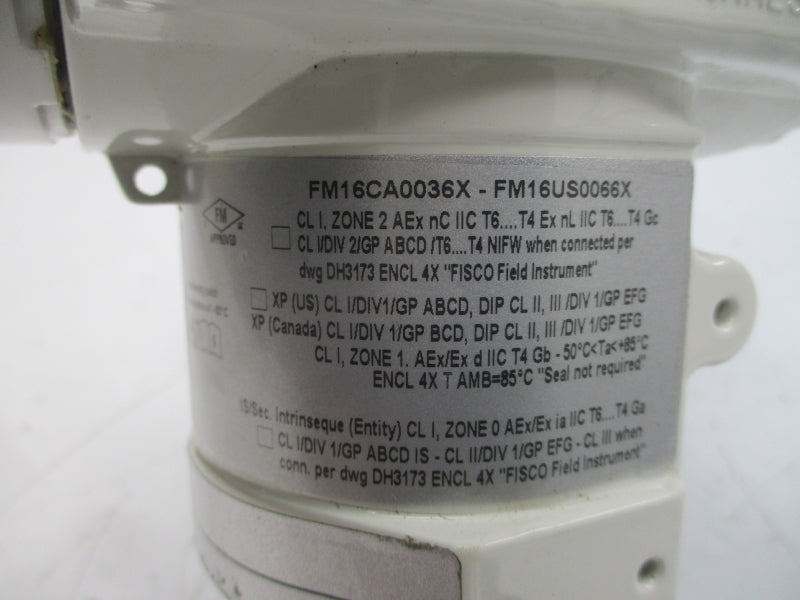 FM16CA0036X - FM16US0066X
FM
APPROVED
CL I, ZONE 2 AEx nC IIC T6....T4 Ex nL IIC T6....T4 Gc
CL I/DIV 2/GP ABCD /T6....T4 NIFW when connected per
dwg DH3173 ENCL 4X "FISCO Field Instrument"
XP (US) CL I/DIV1/GP ABCD, DIP CL II, III /DIV 1/GP EFG
XP (Canada) CL I/DIV 1/GP BCD, DIP CL II, III /DIV 1/GP EFG
CL I, ZONE 1. AEx/Ex d IIC T4 Gb - 50°C<Ta<+85°C
ENCL 4X T AMB=85°C "Seal not required"
IS/Sec. Intrinseque (Entity) CL I, ZONE 0 AEx/Ex ia IIC T6....T4 Ga
CL I/DIV 1/GP ABCD IS - CL II/DIV 1/GP EFG - CL III when
conn. per dwg DH3173 ENCL 4X "FISCO Field Instrument"